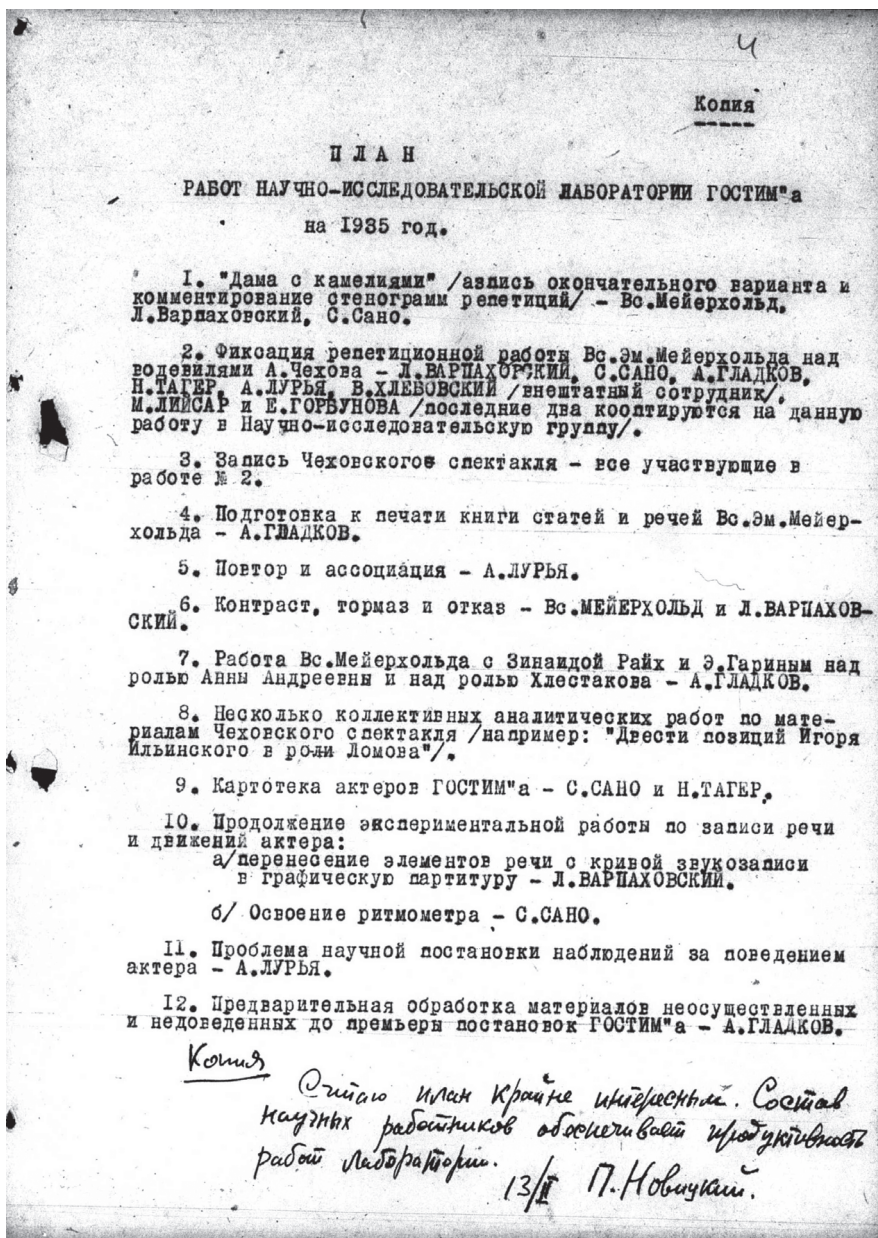 4
Копия
ПЛАН
РАБОТ НАУЧНО-ИССЛЕДОВАТЕЛЬСКОЙ ЛАБОРАТОРИИ ГОСТИМ"а
на 1935 год.
1. "Дама с камелиями" /азпись окончательного варианта и
комментирование стенограмм репетиций/ - Вс.Мейерхольд,
Л.Варпаховский, С.Сано.
2. Фиксация репетиционной работы Вс.Эм.Мейерхольда над
водевилями А.Чехова - Л.ВАРПАХОРСКИЙ, С.САНО, А.ГЛАДКОВ,
Н.ТАГЕР, А.ЛУРЬЯ, В.ХЛЕБОВСКИЙ /внештатный сотрудник/,
М.ЛИЙСАР и Е.ГОРБУНОВА /последние два кооптируются на данную
работу в Научно-исследовательскую группу/.
3. Запись Чеховского спектакля - все участвующие в
работе № 2.
4. Подготовка к печати книги статей и речей Вс.Эм.Мейер-
хольда - А.ГЛАДКОВ.
5. Повтор и ассоциация - А.ЛУРЬЯ.
6. Контраст, тормаз и отказ - Вс.МЕЙЕРХОЛЬД и Л.ВАРПАХОВ-
СКИЙ.
7. Работа Вс.Мейерхольда с Зинаидой Райх и Э.Гариным над
ролью Анны Андреевны и над ролью Хлестакова - А.ГЛАДКОВ.
8. Несколько коллективных аналитических работ по мате-
риалам Чеховского спектакля /например: "Двести позиций Игоря
Ильинского в роли Ломова"/.
9. Картотека актеров ГОСТИМ"а - С.САНО и Н.ТАГЕР.
10. Продолжение экспериментальной работы по записи речи
и движений актера:
а/перенесение элементов речи с кривой звукозаписи
в графическую партитуру - Л.ВАРПАХОВСКИЙ.
б/ Освоение ритмометра - С.САНО.
11. Проблема научной постановки наблюдений за поведением
актера - А.ЛУРЬЯ.
12. Предварительная обработка материалов неосуществленных
и недоведенных до премьеры постановок ГОСТИМ"а - А.ГЛАДКОВ.
Копия
Считаю план крайне интересным. Состав
научных работников обеспечивает продуктивность
работ лаборатории.
13/II П.Новицкий.